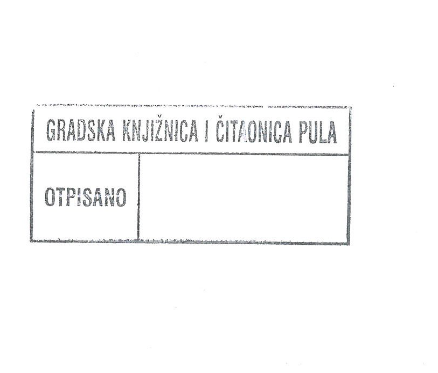 GRADSKA KNJIŽNICA I ČITAONICA PULA
OTPISANO